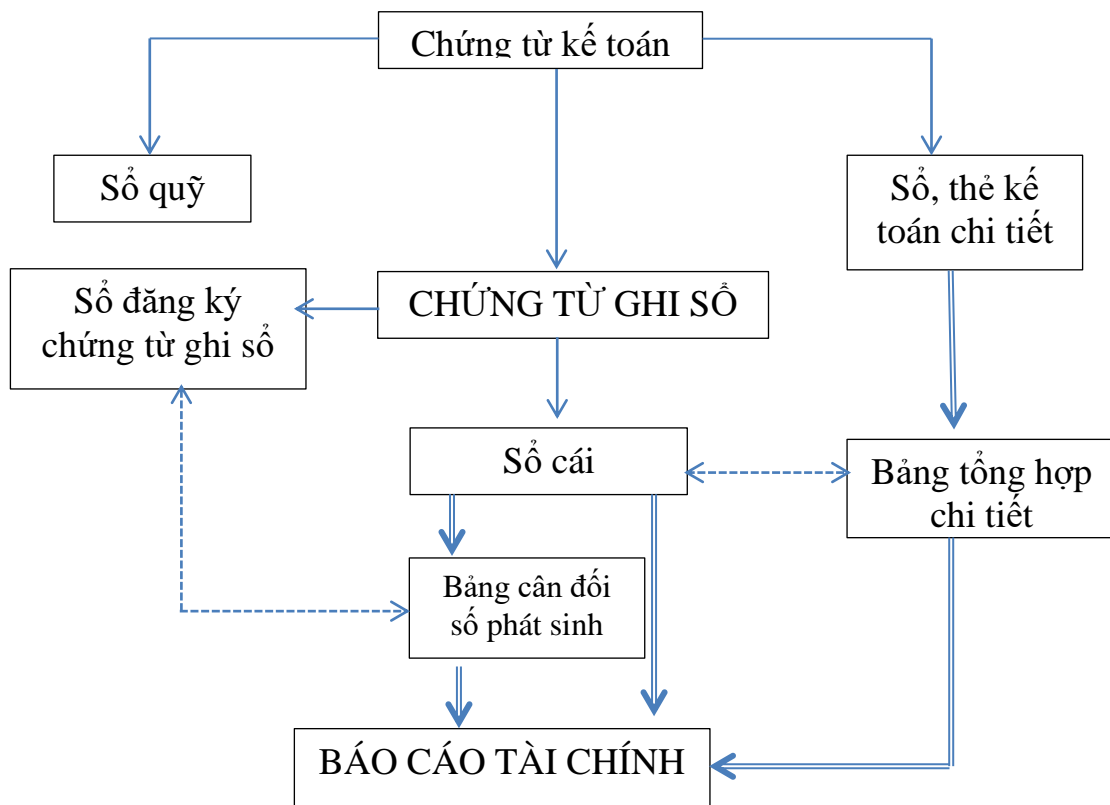 Chứng từ kế toán
Sổ quỹ
Sổ, thẻ kế
toán chi tiết
Sổ đăng ký
chứng từ ghi sổ
CHỨNG TỪ GHI SỔ
Sổ cái
Bảng tổng hợp
chi tiết
Bảng cân đối
số phát sinh
BÁO CÁO TÀI CHÍNH